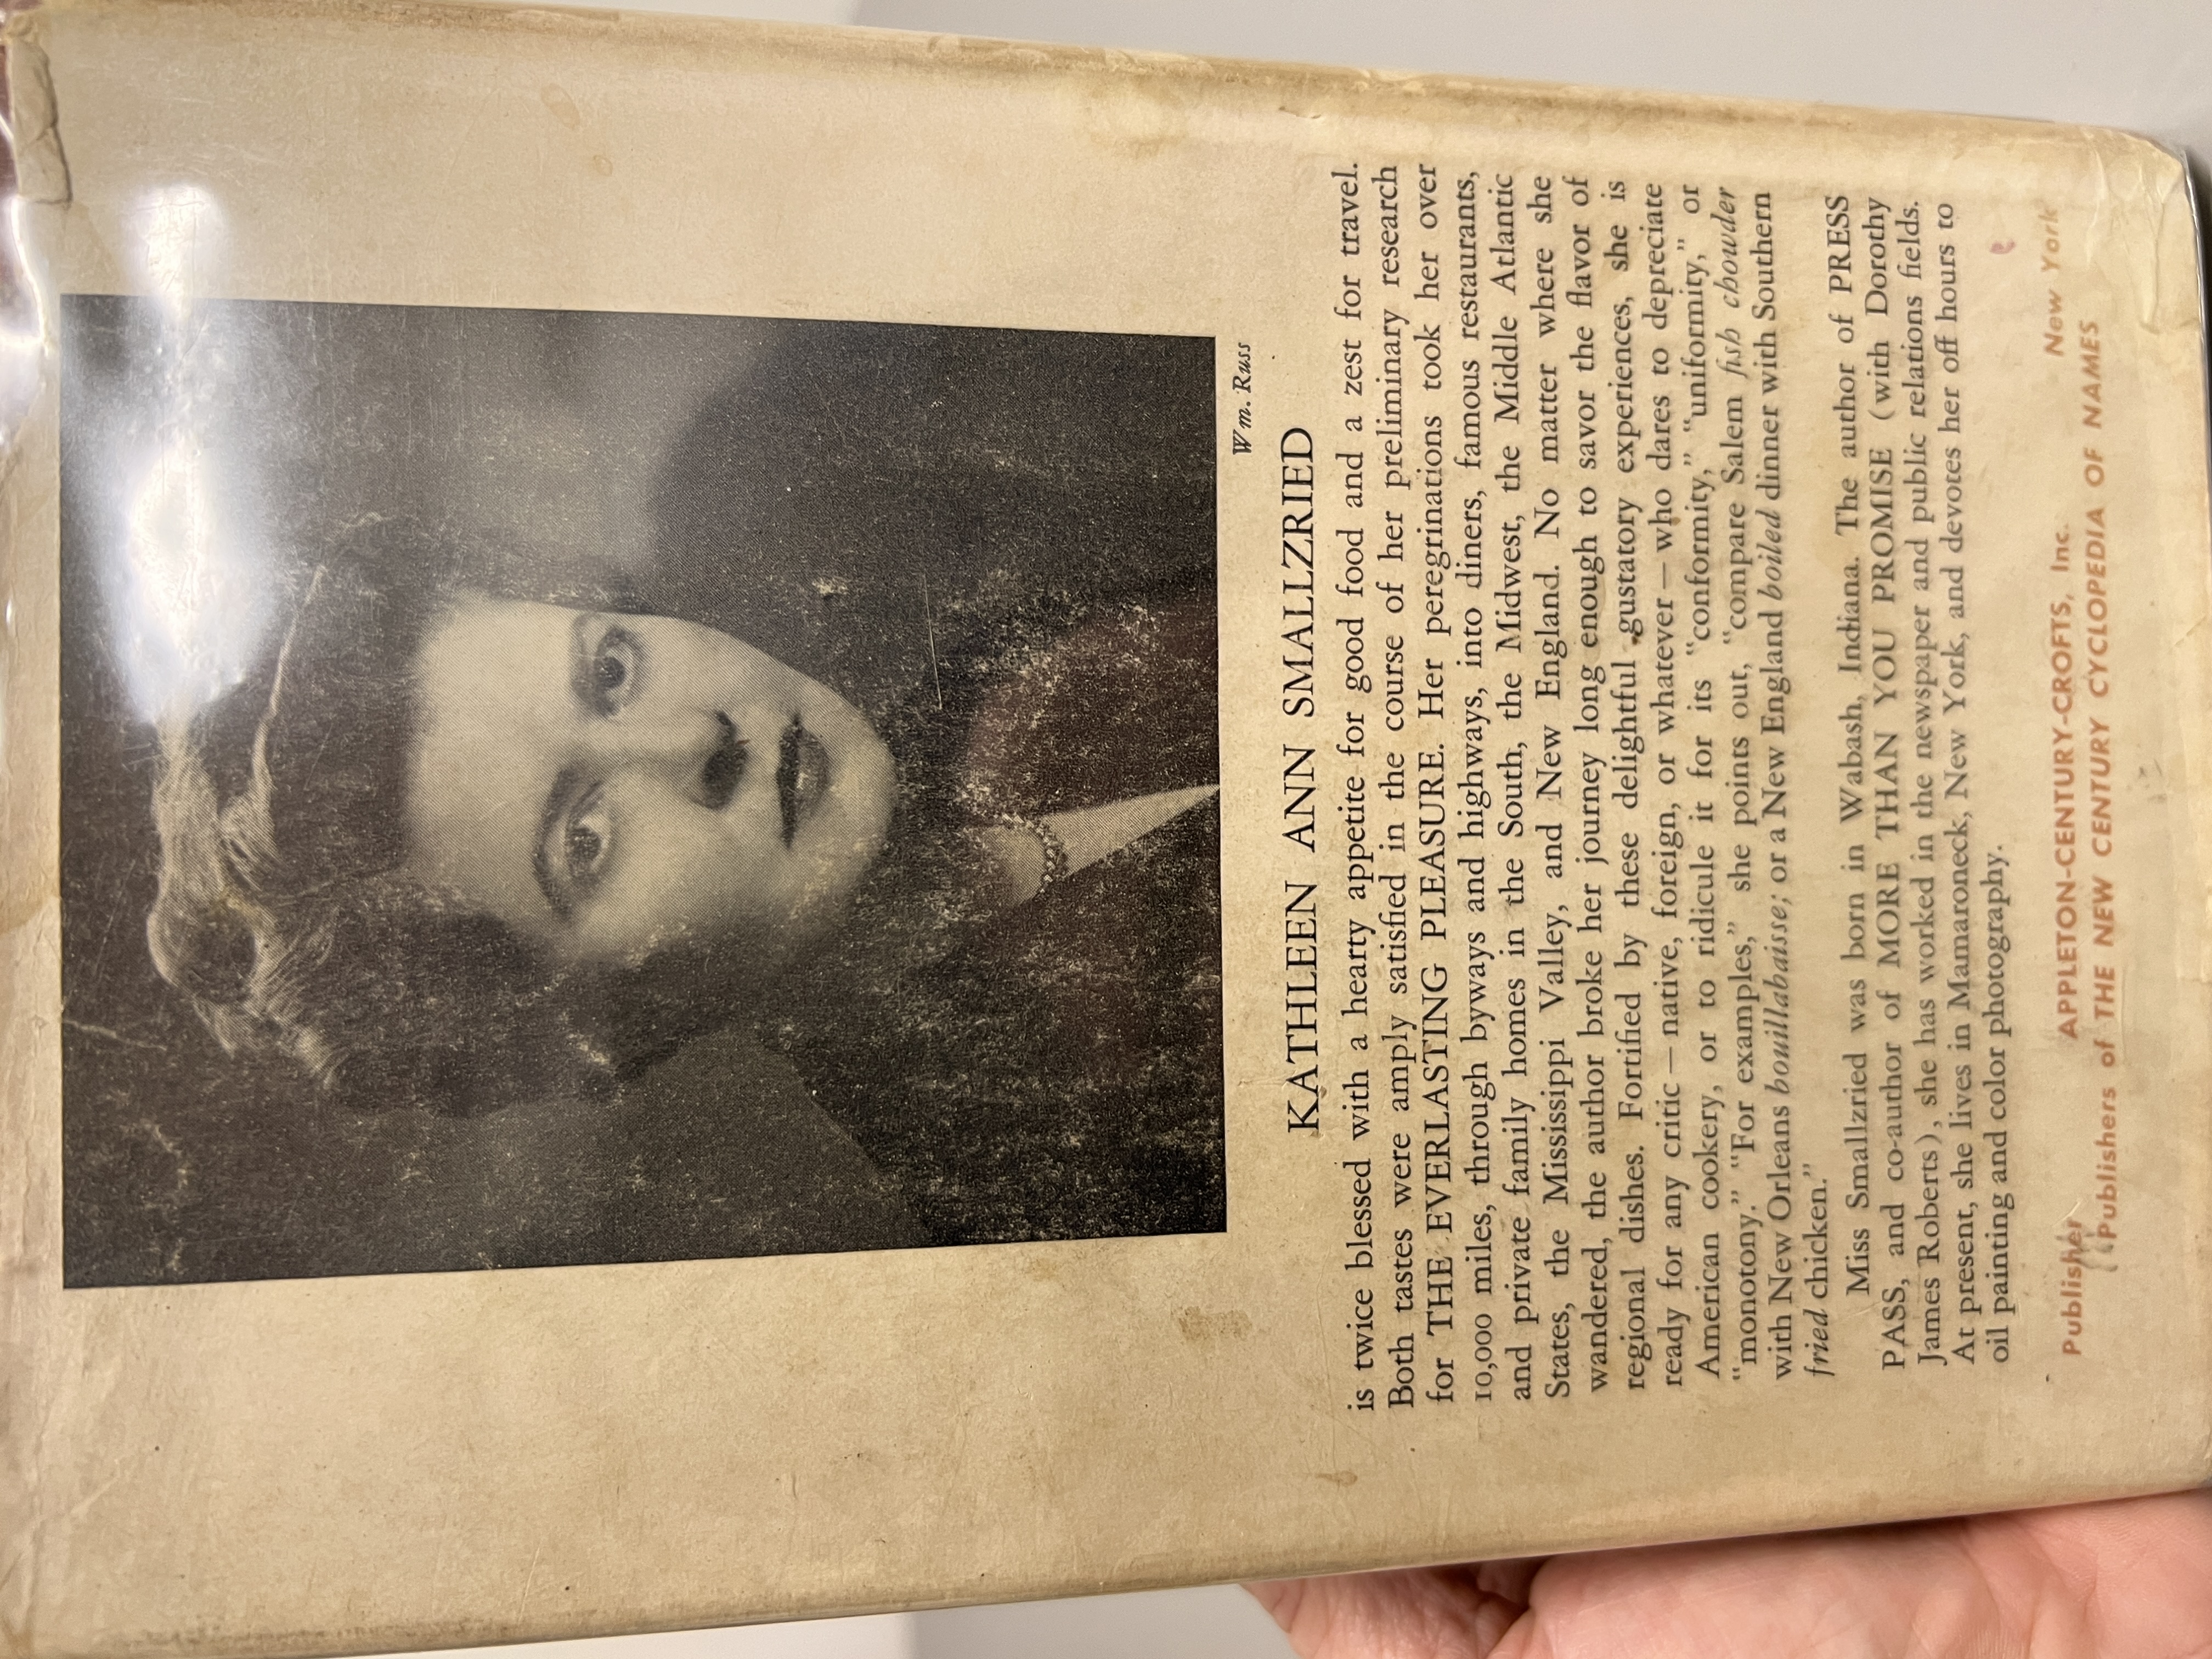 Wm. Russ
KATHLEEN ANN SMALLZRIED
is twice blessed with a hearty appetite for good food and a zest for travel.
Both tastes were amply satisfied in the course of her preliminary research
for THE EVERLASTING PLEASURE. Her peregrinations took her over
10,000 miles, through byways and highways, into diners, famous restaurants,
and private family homes in the South, the Midwest, the Middle Atlantic
States, the Mississippi Valley, and New England. No matter where she
wandered, the author broke her journey long enough to savor the flavor of
regional dishes. Fortified by these delightful gustatory experiences, she is
ready for any critic — native, foreign, or whatever — who dares to depreciate
American cookery, or to ridicule it for its "conformity," "uniformity," or
"monotony." "For examples," she points out, "compare Salem fish chowder
with New Orleans bouillabaisse; or a New England boiled dinner with Southern
fried chicken."
Miss Smallzried was born in Wabash, Indiana. The author of PRESS
PASS, and co-author of MORE THAN YOU PROMISE (with Dorothy
James Roberts), she has worked in the newspaper and public relations fields.
At present, she lives in Mamaroneck, New York, and devotes her off hours to
oil painting and color photography.
Publisher APPLETON-CENTURY-CROFTS, Inc. New York
Publishers of THE NEW CENTURY CYCLOPEDIA OF NAMES